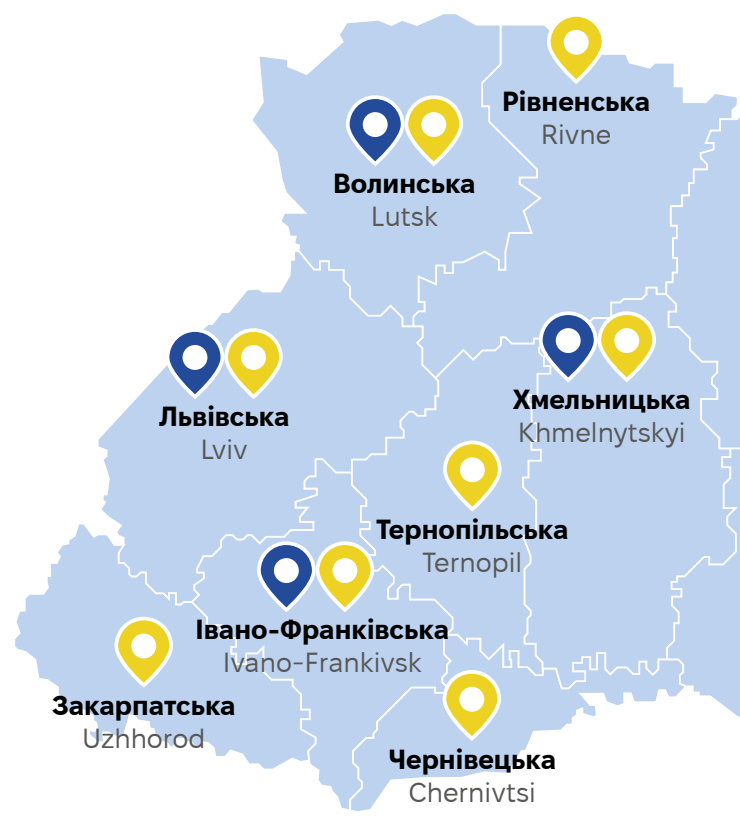 Рівненська
Rivne
Волинська
Lutsk
Львівська
Lviv
Хмельницька
Khmelnytskyi
Тернопільська
Ternopil
Івано-Франківська
Ivano-Frankivsk
Закарпатська
Uzhhorod
Чернівецька
Chernivtsi